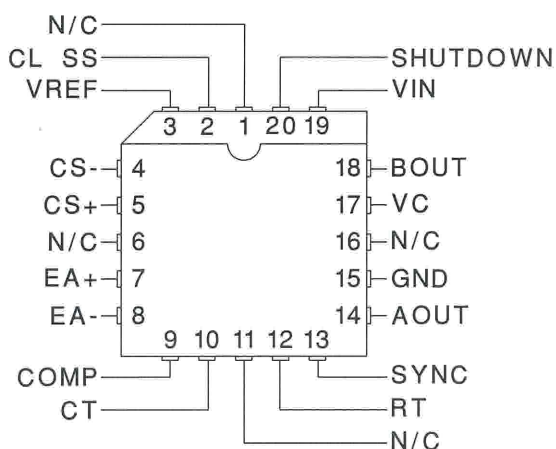 N/C
CL SS SHUTDOWN
VREF VIN
3 2 1 20 19
CS- 4 18 BOUT
CS+ 5 17 VC
N/C 6 16 N/C
EA+ 7 15 GND
EA- 8 14 AOUT
9 10 11 12 13
COMP SYNC
CT RT
N/C